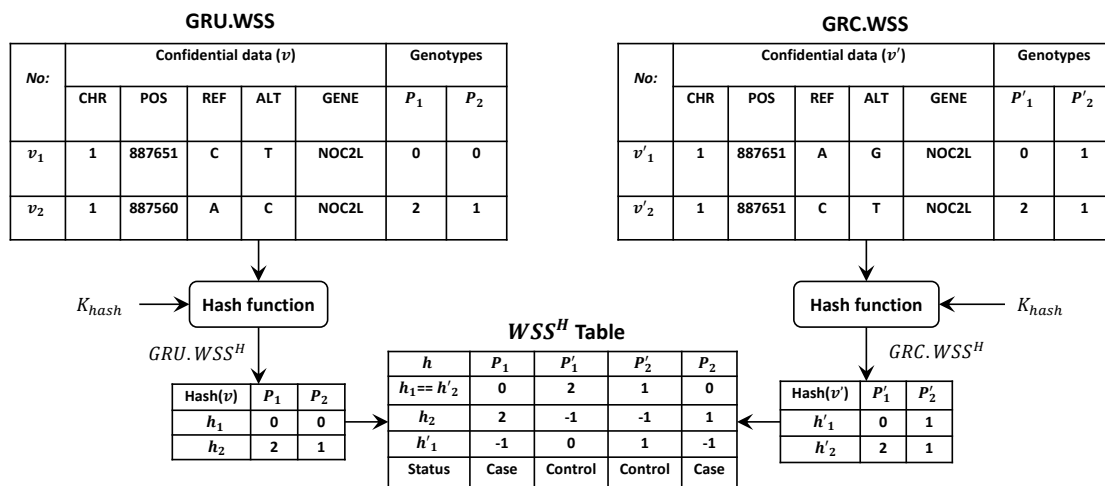 GRU.WSS
No: Confidential data (v) Genotypes
CHR POS REF ALT GENE P₁ P₂
v₁ 1 887651 C T NOC2L 0 0
v₂ 1 887560 A C NOC2L 2 1
GRC.WSS
No: Confidential data (v′) Genotypes
CHR POS REF ALT GENE P′₁ P′₂
v′₁ 1 887651 A G NOC2L 0 1
v′₂ 1 887651 C T NOC2L 2 1
K_hash
Hash function
Hash function
K_hash
GRU.WSSᴴ
GRC.WSSᴴ
Hash(v) P₁ P₂
h₁ 0 0
h₂ 2 1
WSSᴴ Table
h P₁ P′₁ P′₂ P₂
h₁== h′₂ 0 2 1 0
h₂ 2 -1 -1 1
h′₁ -1 0 1 -1
Status Case Control Control Case
Hash(v′) P′₁ P′₂
h′₁ 0 1
h′₂ 2 1